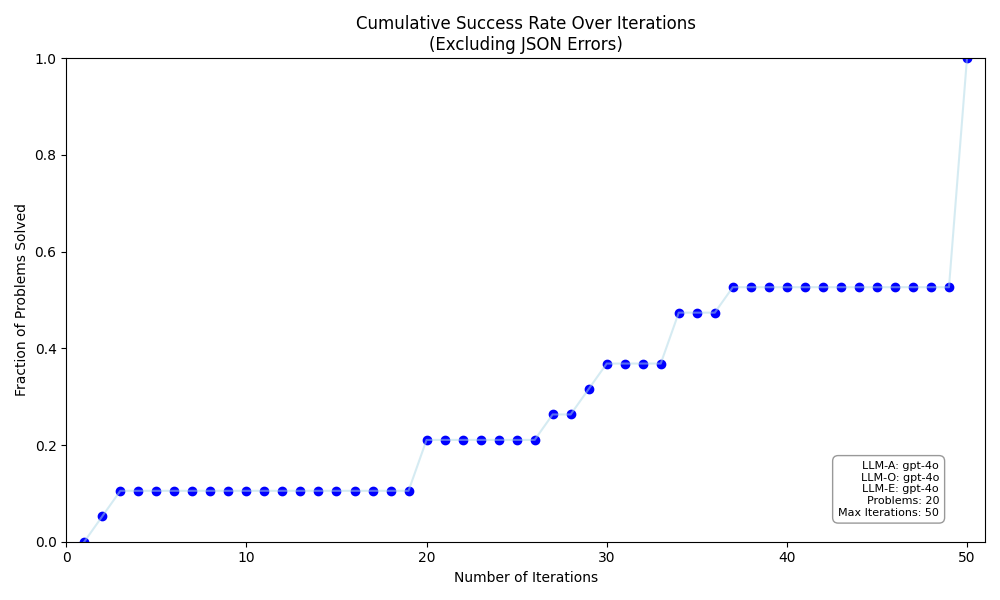 Cumulative Success Rate Over Iterations
(Excluding JSON Errors)
Fraction of Problems Solved
1.0
0.8
0.6
0.4
0.2
0.0
LLM-A: gpt-4o
LLM-O: gpt-4o
LLM-E: gpt-4o
Problems: 20
Max Iterations: 50
0 10 20 30 40 50
Number of Iterations